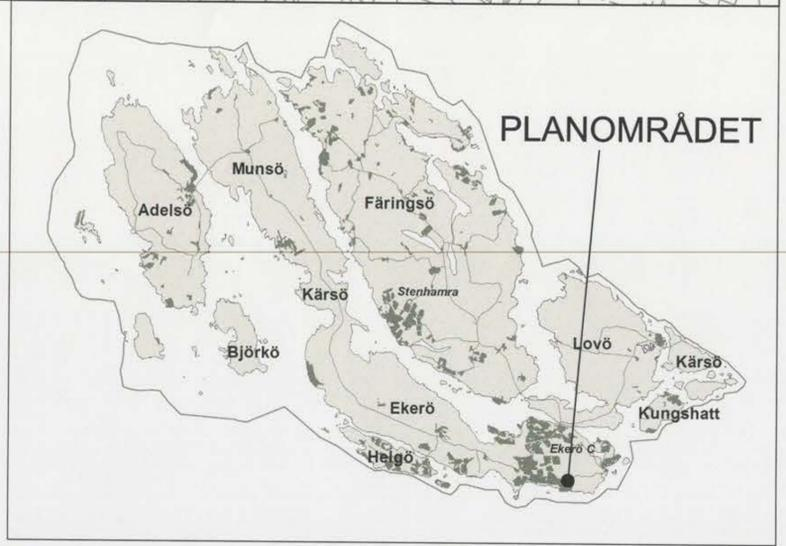 PLANOMRÅDET
Munsö
Adelsö
Färingsö
Stenhamra
Kärsö
Björkö
Lovö
Kärsö
Ekerö
Kungshatt
Helgö
Ekerö C